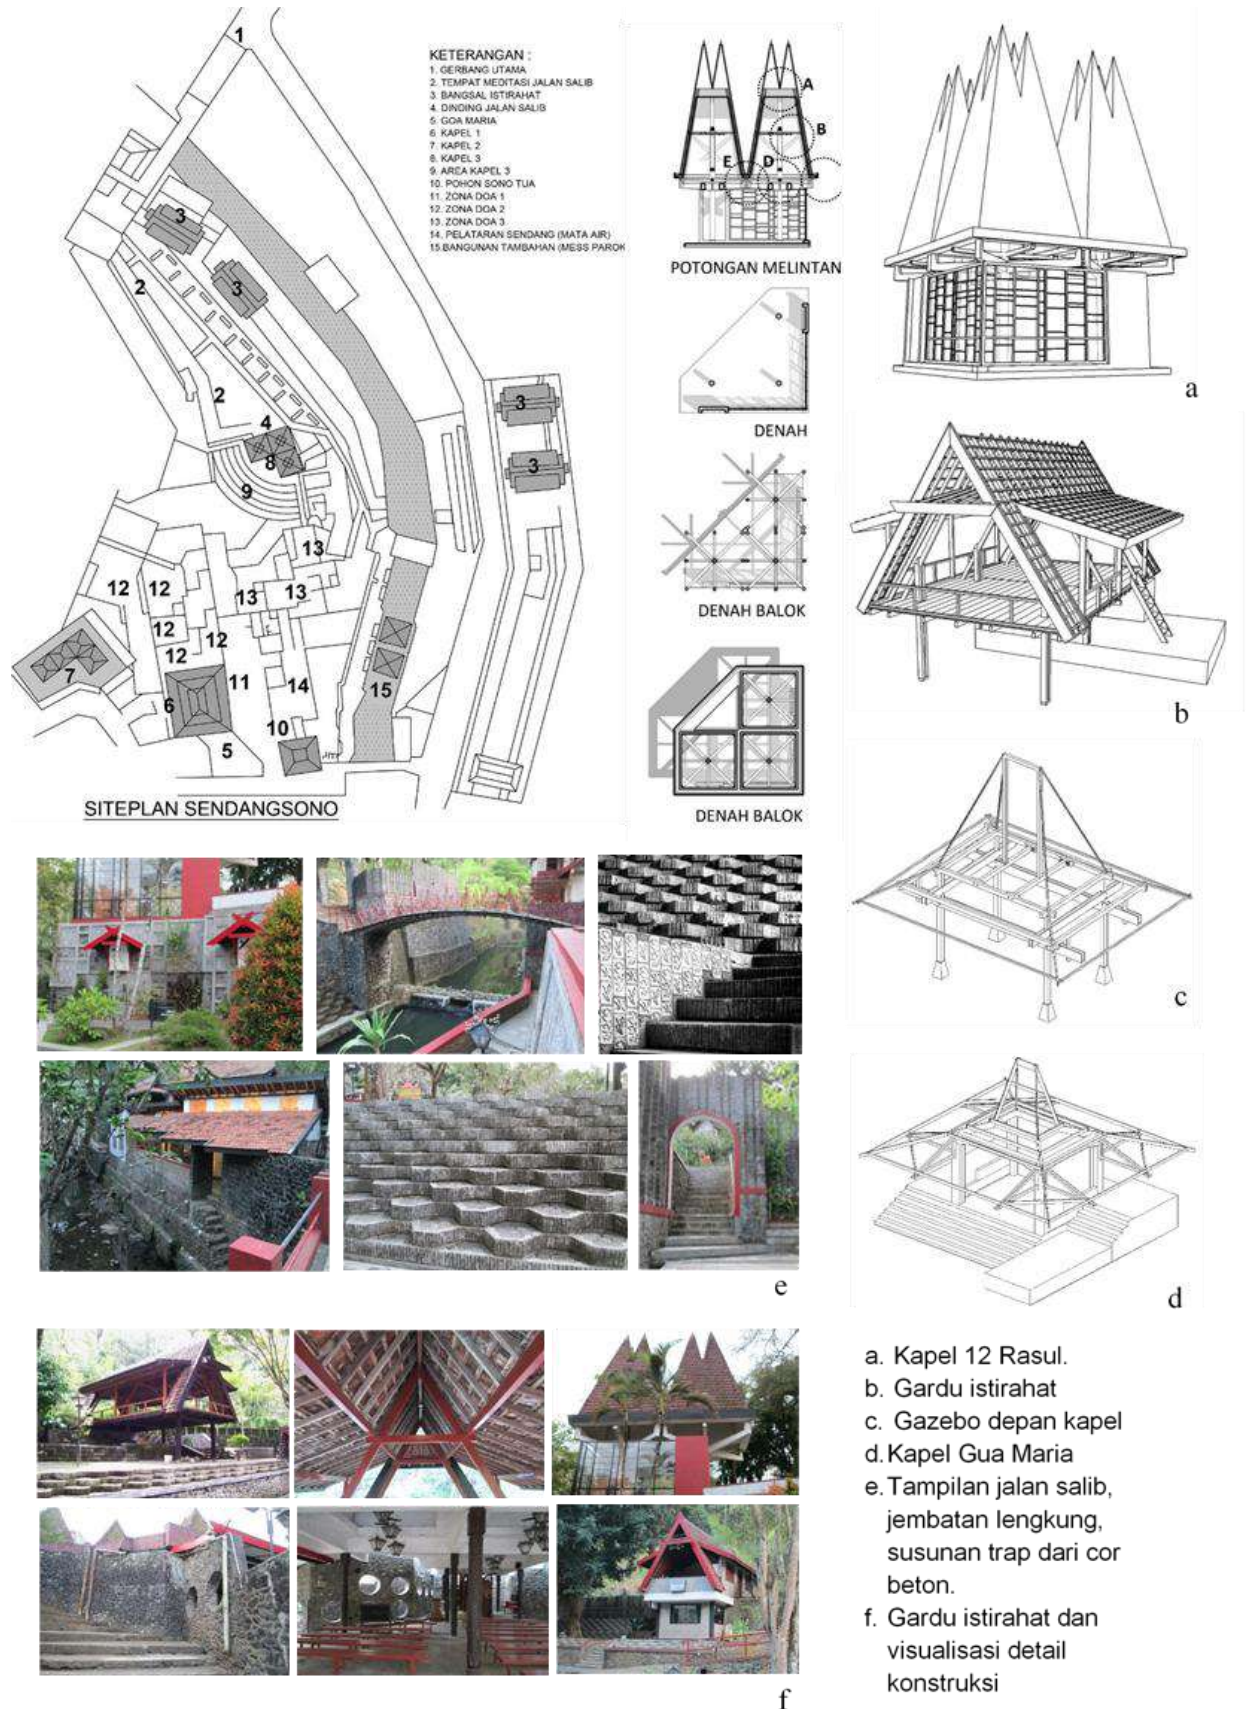 KETERANGAN :
1. GERBANG UTAMA
2. TEMPAT MEDITASI JALAN SALIB
3. BANGSAL ISTIRAHAT
4. DINDING JALAN SALIB
5. GOA MARIA
6. KAPEL 1
7. KAPEL 2
8. KAPEL 3
9. AREA KAPEL 3
10. POHON SONO TUA
11. ZONA DOA 1
12. ZONA DOA 2
13. ZONA DOA 3
14. PELATARAN SENDANG (MATA AIR)
15. BANGUNAN TAMBAHAN (MESS PAROK
1
3
2
3
2
4
8
9
3
3
13
12
12
13
13
12
12
12
7
11
14
15
6
10
5
SITEPLAN SENDANGSONO
A
B
E
D
POTONGAN MELINTAN
DENAH
DENAH BALOK
DENAH BALOK
a
b
c
d
e
f
a. Kapel 12 Rasul.
b. Gardu istirahat
c. Gazebo depan kapel
d. Kapel Gua Maria
e. Tampilan jalan salib,
jembatan lengkung,
susunan trap dari cor
beton.
f. Gardu istirahat dan
visualisasi detail
konstruksi